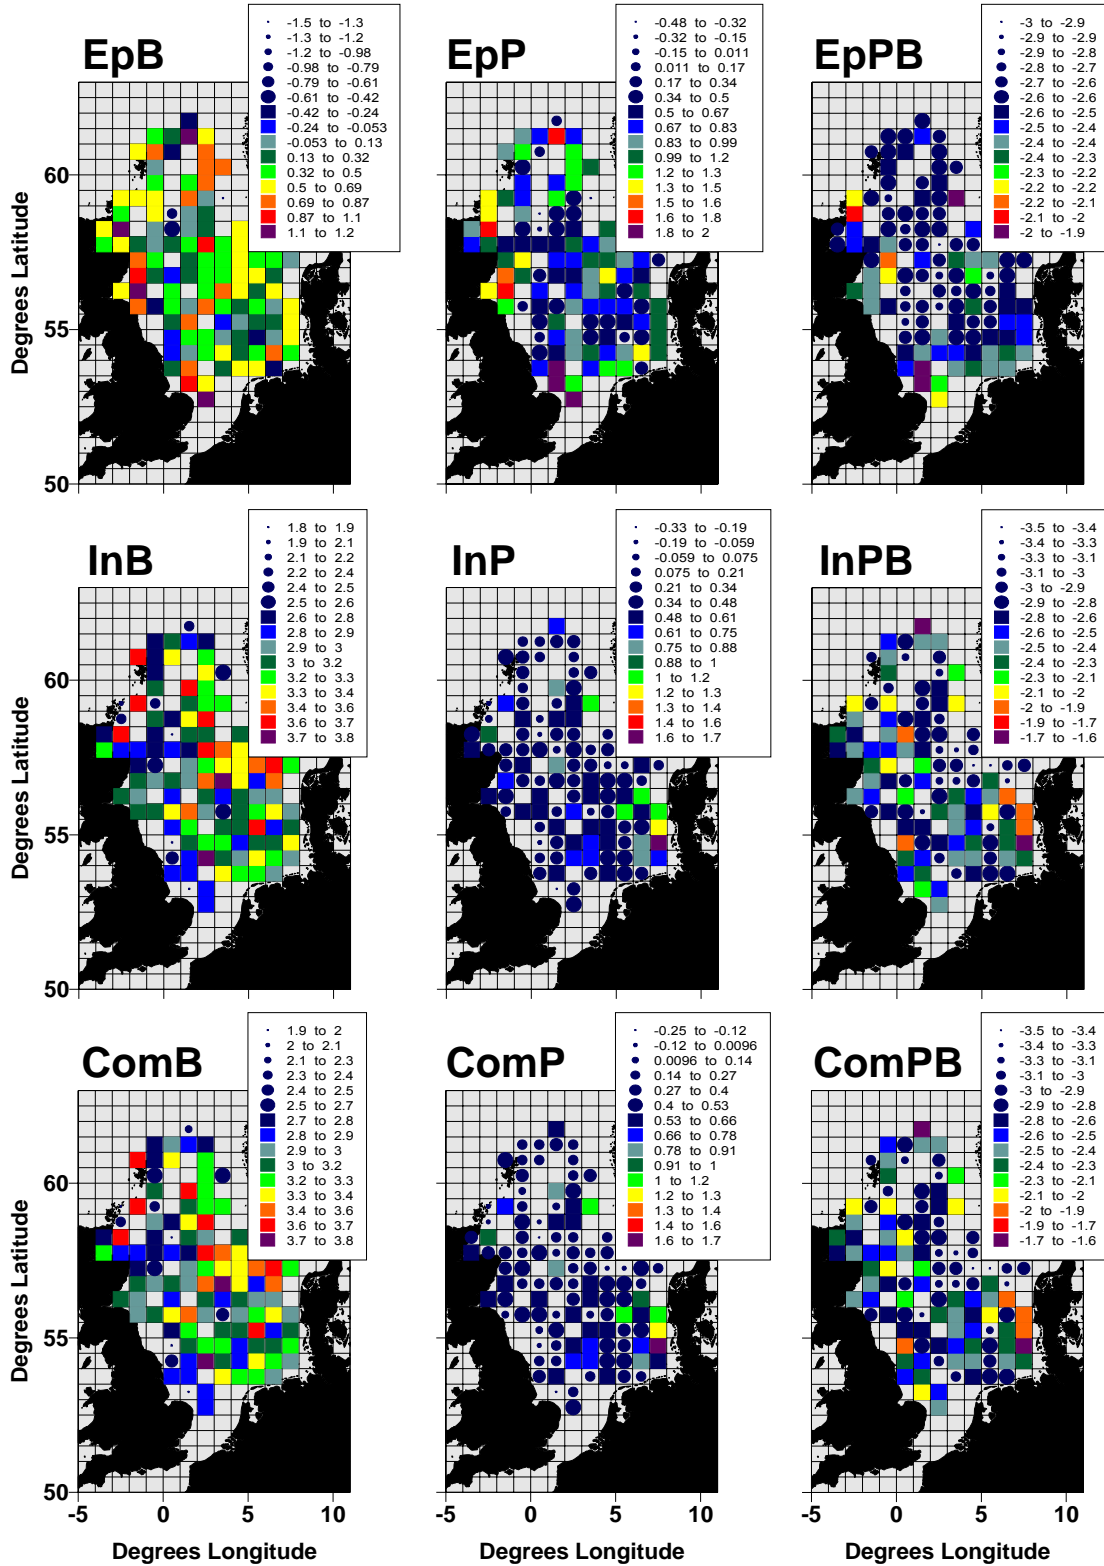 EpB
-1.5 to -1.3
-1.3 to -1.2
-1.2 to -0.98
-0.98 to -0.79
-0.79 to -0.61
-0.61 to -0.42
-0.42 to -0.24
-0.24 to -0.053
-0.053 to 0.13
0.13 to 0.32
0.32 to 0.5
0.5 to 0.69
0.69 to 0.87
0.87 to 1.1
1.1 to 1.2
EpP
-0.48 to -0.32
-0.32 to -0.15
-0.15 to 0.011
0.011 to 0.17
0.17 to 0.34
0.34 to 0.5
0.5 to 0.67
0.67 to 0.83
0.83 to 0.99
0.99 to 1.2
1.2 to 1.3
1.3 to 1.5
1.5 to 1.6
1.6 to 1.8
1.8 to 2
EpPB
-3 to -2.9
-2.9 to -2.9
-2.9 to -2.8
-2.8 to -2.7
-2.7 to -2.6
-2.6 to -2.6
-2.6 to -2.5
-2.5 to -2.4
-2.4 to -2.3
-2.4 to -2.3
-2.3 to -2.2
-2.2 to -2.2
-2.2 to -2.1
-2.1 to -2
-2 to -1.9
Degrees Latitude
60
55
50
InB
1.8 to 1.9
1.9 to 2.1
2.1 to 2.2
2.2 to 2.4
2.4 to 2.5
2.5 to 2.6
2.6 to 2.8
2.8 to 2.9
2.9 to 3
3 to 3.2
3.2 to 3.3
3.3 to 3.4
3.4 to 3.6
3.6 to 3.7
3.7 to 3.8
InP
-0.33 to -0.19
-0.19 to -0.059
-0.059 to 0.075
0.075 to 0.21
0.21 to 0.34
0.34 to 0.48
0.48 to 0.61
0.61 to 0.75
0.75 to 0.88
0.88 to 1
1 to 1.2
1.2 to 1.3
1.3 to 1.4
1.4 to 1.6
1.6 to 1.7
InPB
-3.5 to -3.4
-3.4 to -3.3
-3.3 to -3.1
-3.1 to -3
-3 to -2.9
-2.9 to -2.8
-2.8 to -2.6
-2.6 to -2.5
-2.5 to -2.4
-2.4 to -2.3
-2.3 to -2.1
-2.1 to -2
-2 to -1.9
-1.9 to -1.7
-1.7 to -1.6
Degrees Latitude
60
55
50
ComB
1.9 to 2
2 to 2.1
2.1 to 2.3
2.3 to 2.4
2.4 to 2.5
2.5 to 2.7
2.7 to 2.8
2.8 to 2.9
2.9 to 3
3 to 3.2
3.2 to 3.3
3.3 to 3.4
3.4 to 3.6
3.6 to 3.7
3.7 to 3.8
ComP
-0.25 to -0.12
-0.12 to 0.0096
0.0096 to 0.14
0.14 to 0.27
0.27 to 0.4
0.4 to 0.53
0.53 to 0.66
0.66 to 0.78
0.78 to 0.91
0.91 to 1
1 to 1.2
1.2 to 1.3
1.3 to 1.4
1.4 to 1.6
1.6 to 1.7
ComPB
-3.5 to -3.4
-3.4 to -3.3
-3.3 to -3.1
-3.1 to -3
-3 to -2.9
-2.9 to -2.8
-2.8 to -2.6
-2.6 to -2.5
-2.5 to -2.4
-2.4 to -2.3
-2.3 to -2.1
-2.1 to -2
-2 to -1.9
-1.9 to -1.7
-1.7 to -1.6
Degrees Latitude
60
55
50
-5 0 5 10
-5 0 5 10
-5 0 5 10
Degrees Longitude
Degrees Longitude
Degrees Longitude